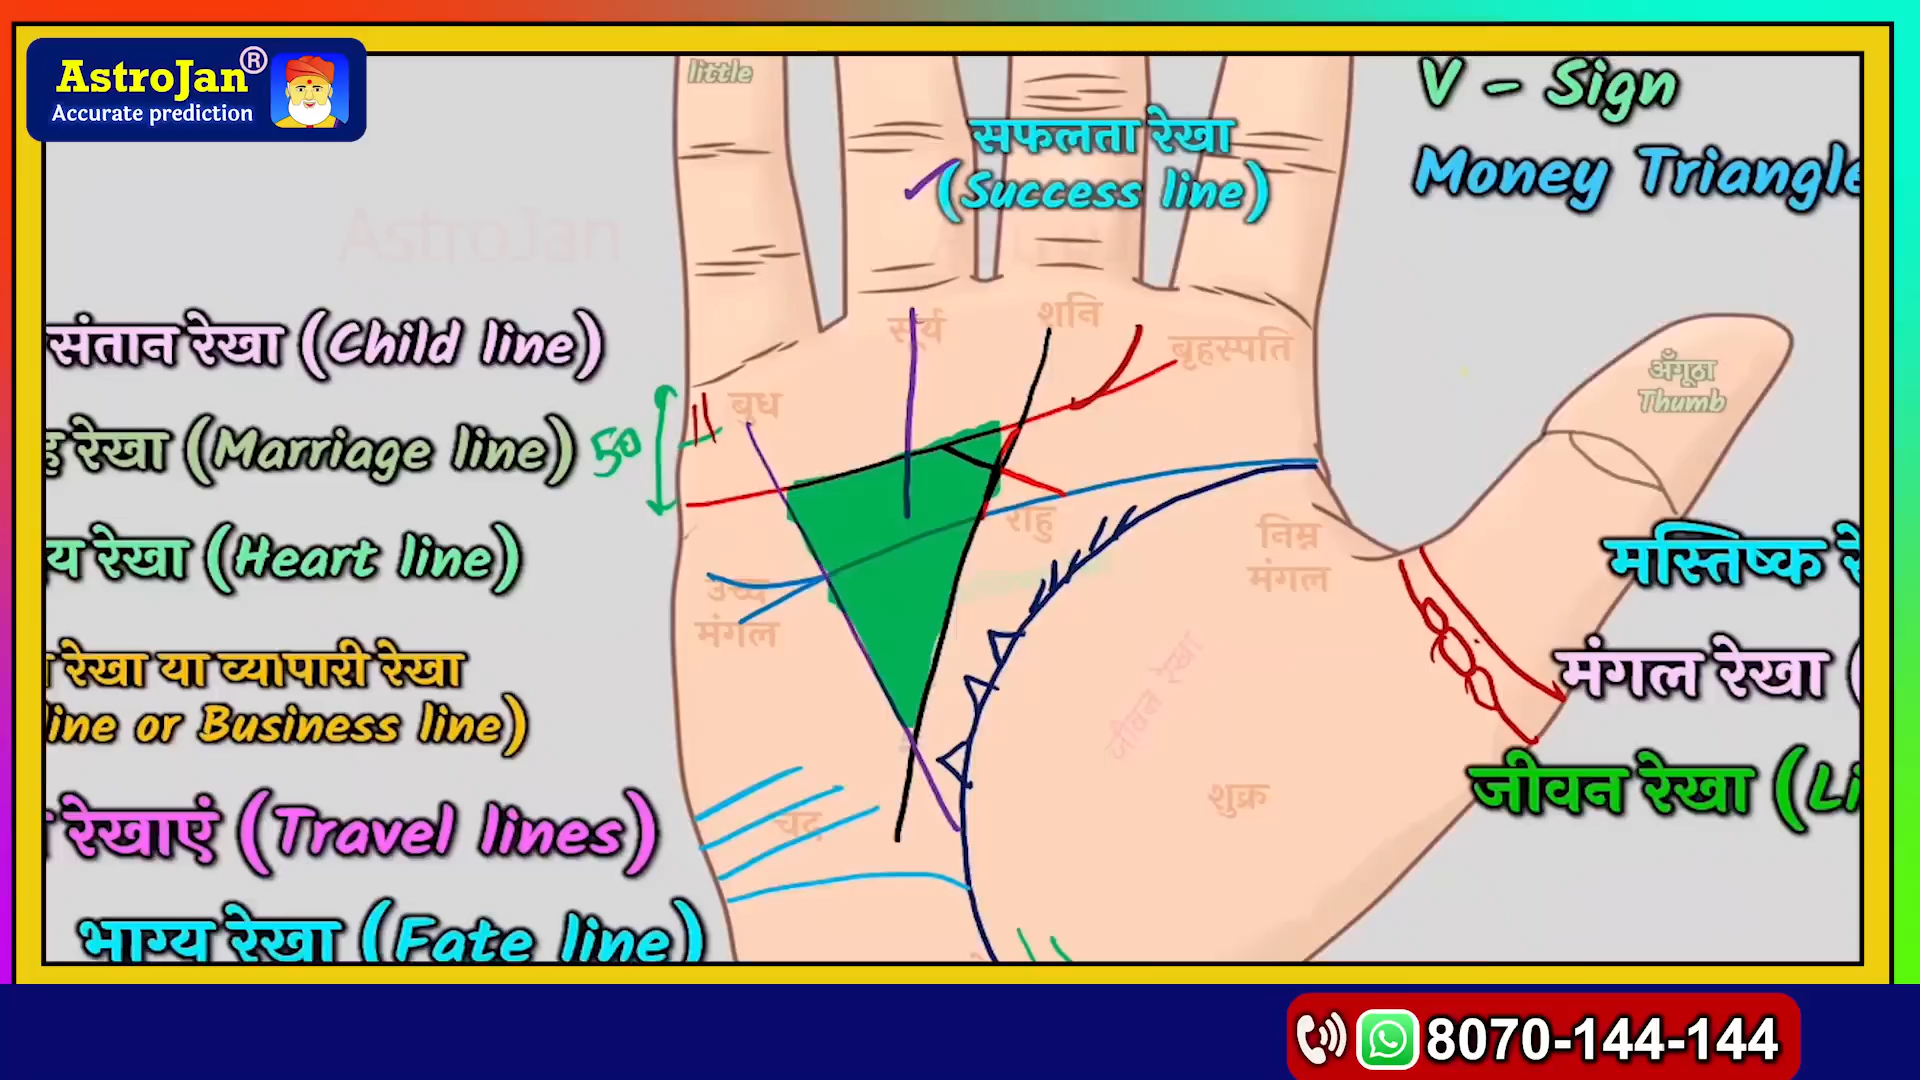 AstroJan®
Accurate prediction
little
सफलता रेखा
(Success line)
V - Sign
Money Triangle
AstroJan
संतान रेखा (Child line)
रेखा (Marriage line)
50
रेखा (Heart line)
रेखा या व्यापारी रेखा
line or Business line)
रेखाएं (Travel lines)
भाग्य रेखा (Fate line)
सूर्य
शनि
बृहस्पति
बुध
राहु
उच्च
मंगल
निम्न
मंगल
जीवन रेखा
शुक्र
चंद्र
अँगूठा
Thumb
मस्तिष्क
मंगल रेखा (
जीवन रेखा (Li
8070-144-144